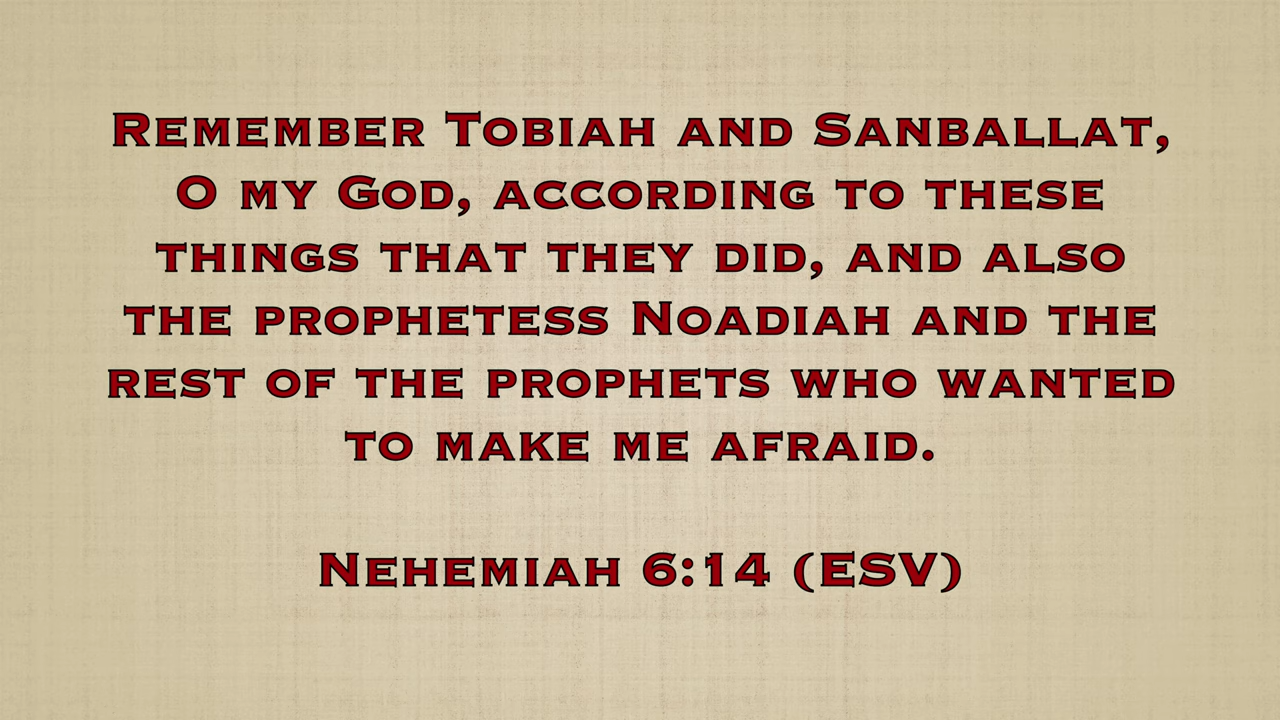 Remember Tobiah and Sanballat,
O my God, according to these
things that they did, and also
the prophetess Noadiah and the
rest of the prophets who wanted
to make me afraid.
Nehemiah 6:14 (ESV)